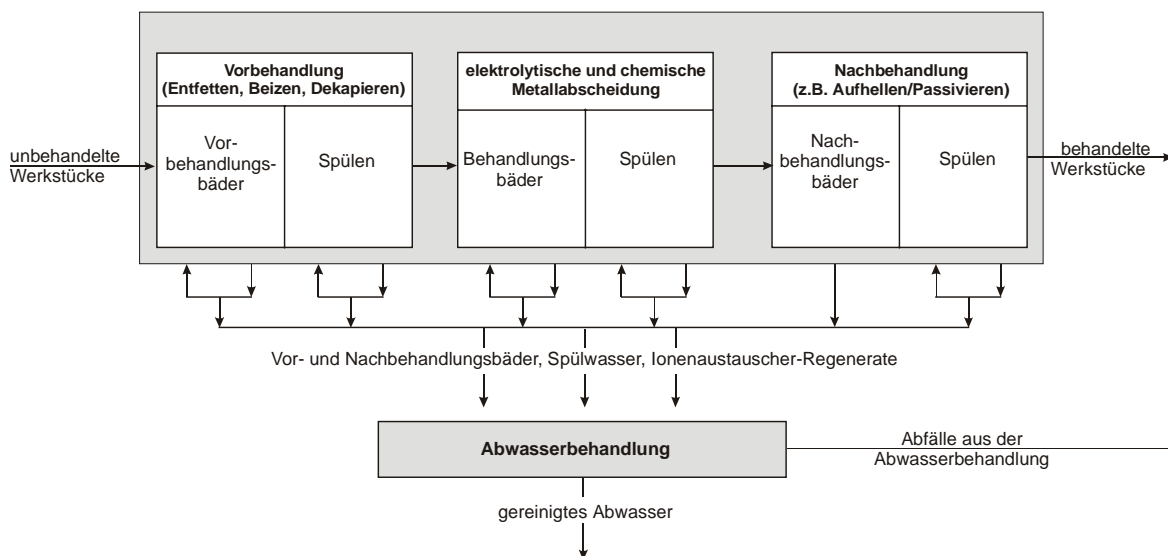 Vorbehandlung
(Entfetten, Beizen, Dekapieren)
elektrolytische und chemische
Metallabscheidung
Nachbehandlung
(z.B. Aufhellen/Passivieren)
unbehandelte
Werkstücke
Vor-
behandlungs-
bäder
Spülen
Behandlungs-
bäder
Spülen
Nach-
behandlungs-
bäder
Spülen
behandelte
Werkstücke
Vor- und Nachbehandlungsbäder, Spülwasser, Ionenaustauscher-Regenerate
Abwasserbehandlung
Abfälle aus der
Abwasserbehandlung
gereinigtes Abwasser